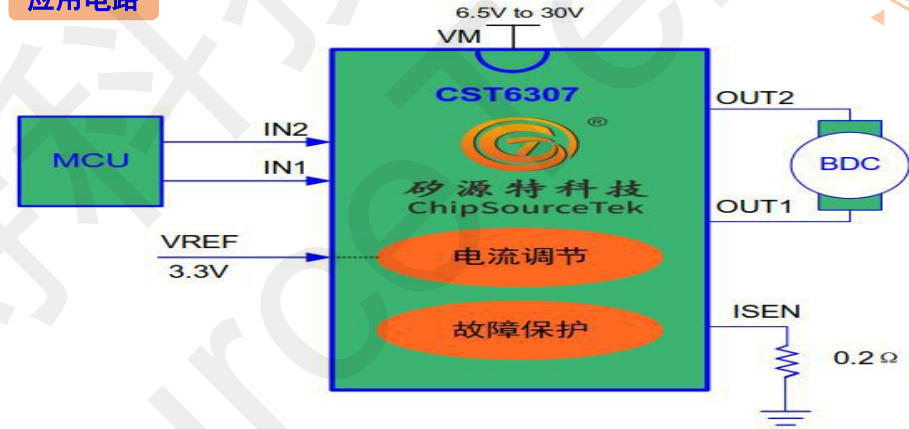 应用电路
6.5V to 30V
VM
CST6307
OUT2
IN2
MCU
IN1
BDC
®
矽源特科技
ChipSourceTek
OUT1
VREF
3.3V
电流调节
ISEN
故障保护
0.2Ω